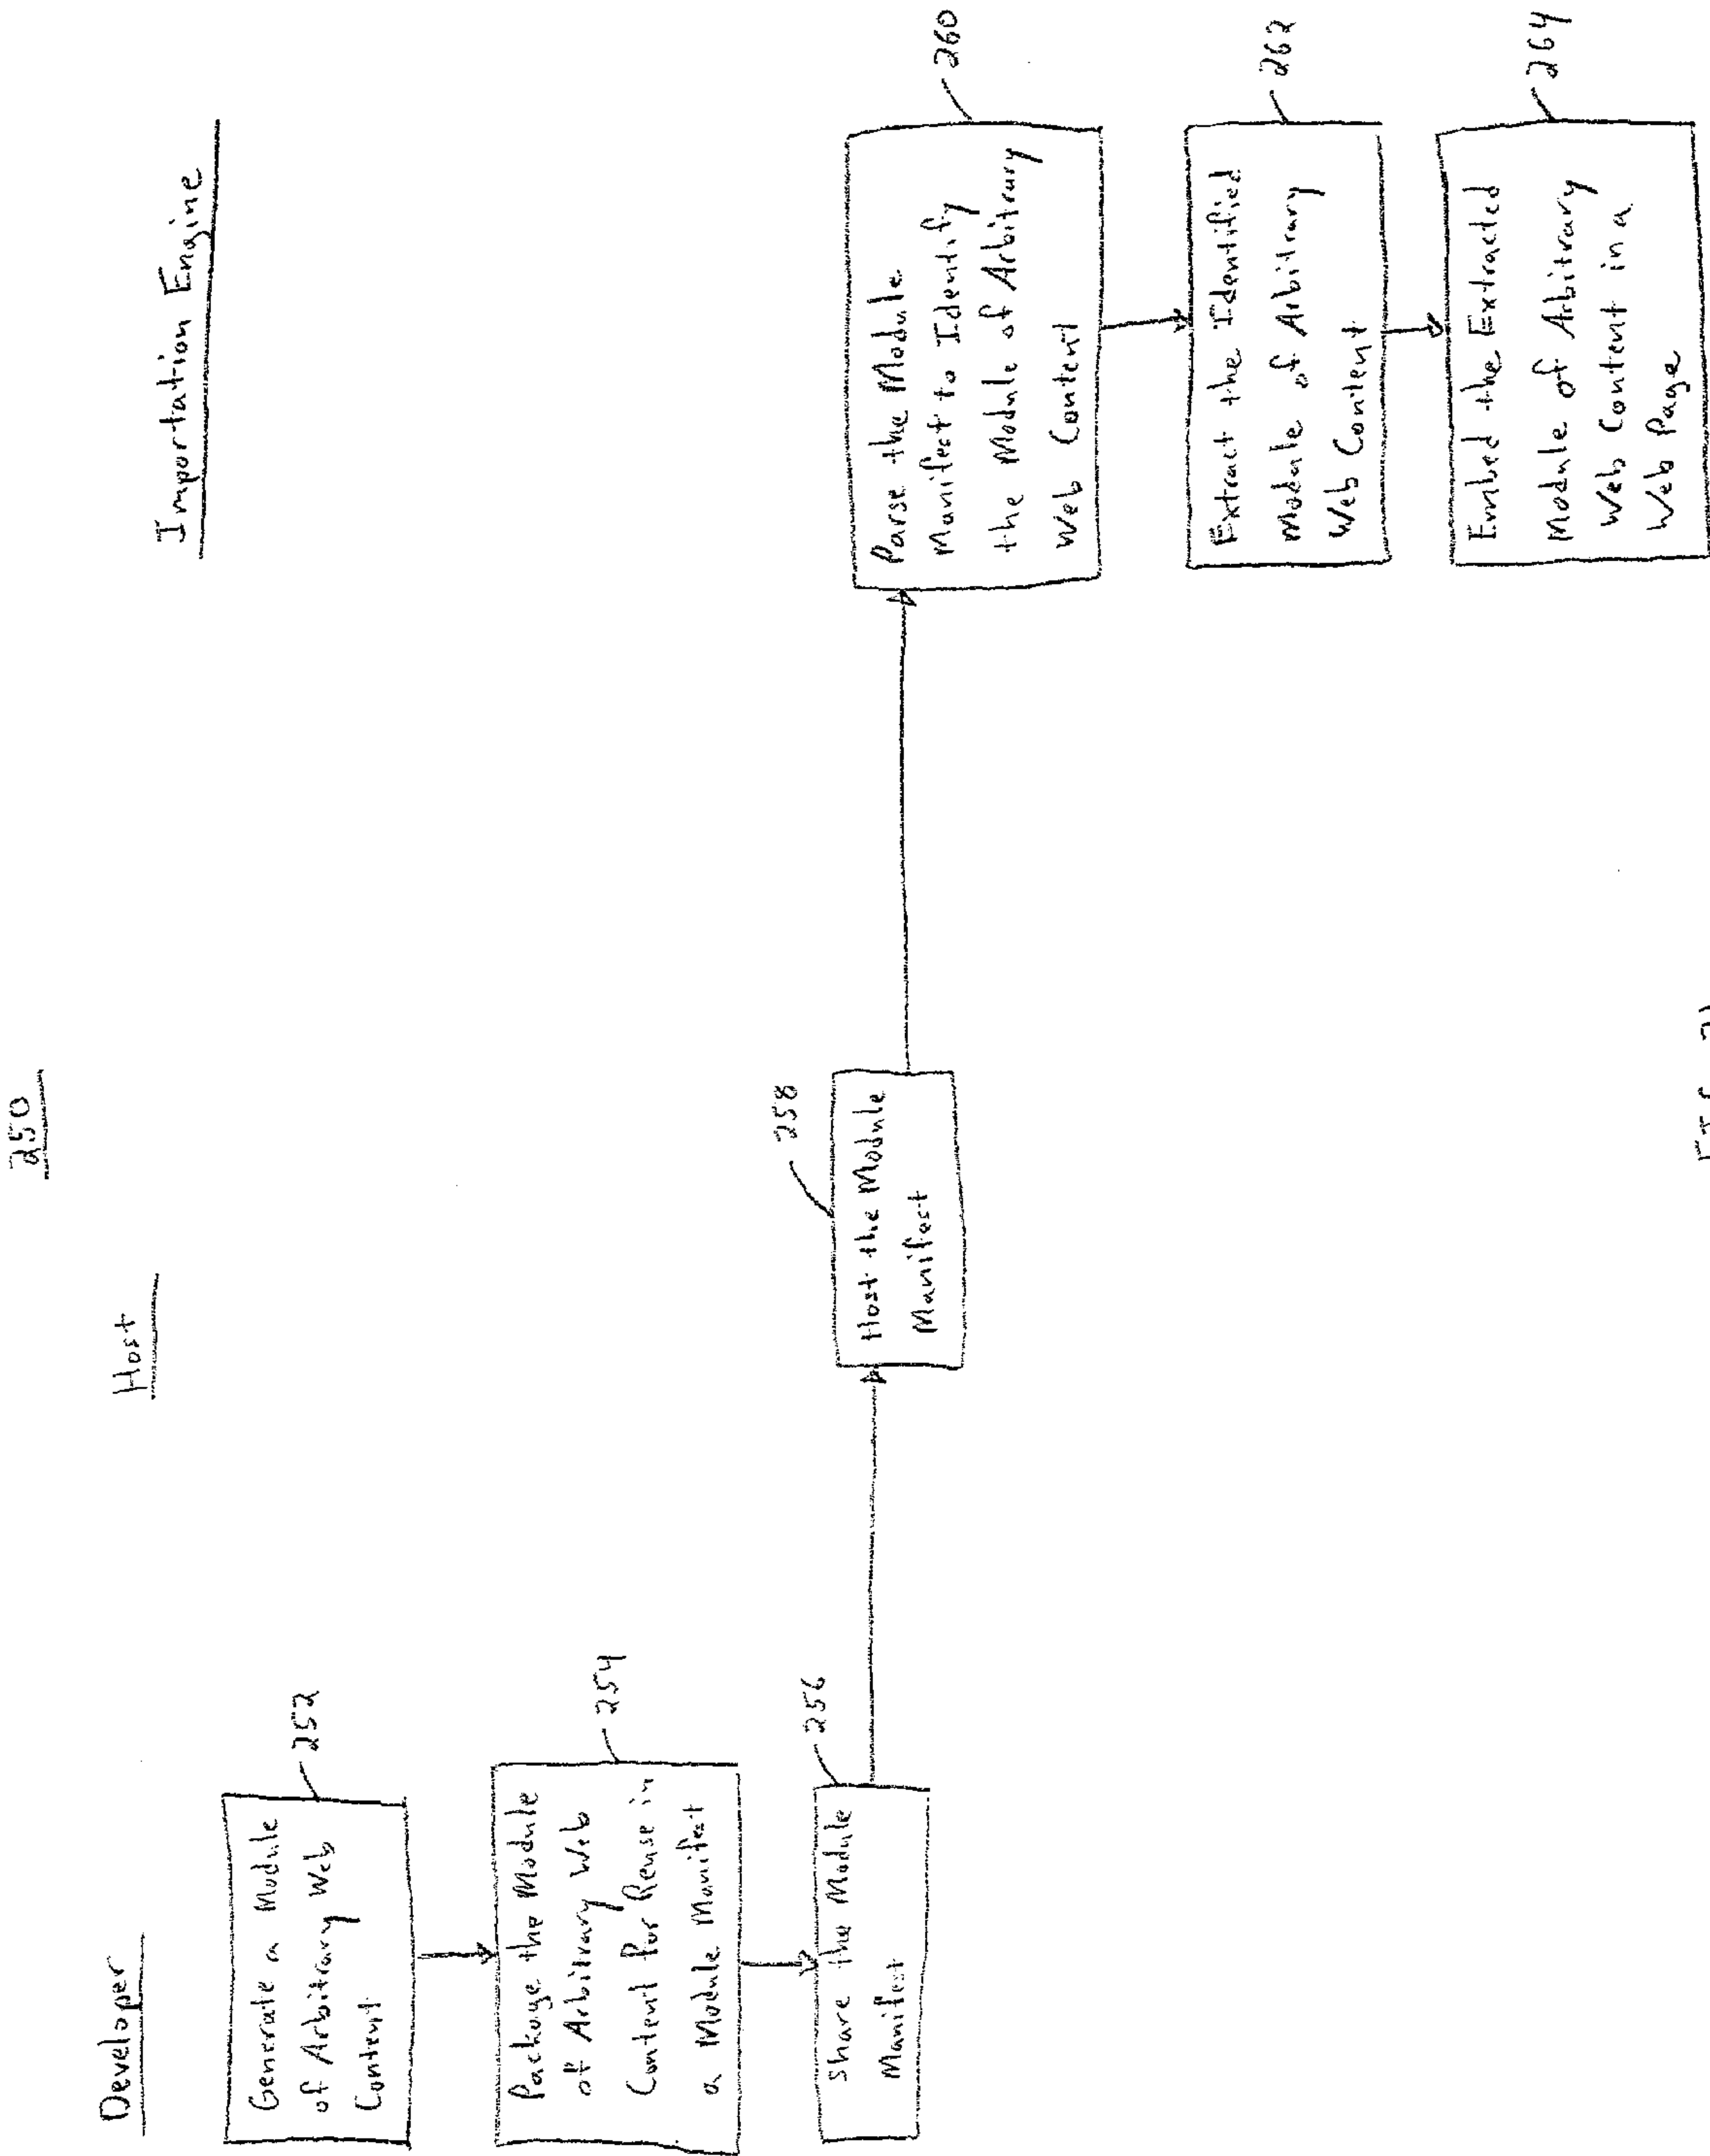 250
Developer
Host
Importation Engine
Generate a Module
of Arbitrary Web
Content
252
Package the Module
of Arbitrary Web
Content for Reuse in
a Module Manifest
254
Share the Module
Manifest
256
Host the Module
Manifest
258
Parse the Module
Manifest to Identify
the Module of Arbitrary
Web Content
260
Extract the Identified
Module of Arbitrary
Web Content
262
Embed the Extracted
Module of Arbitrary
Web Content in a
Web Page
264